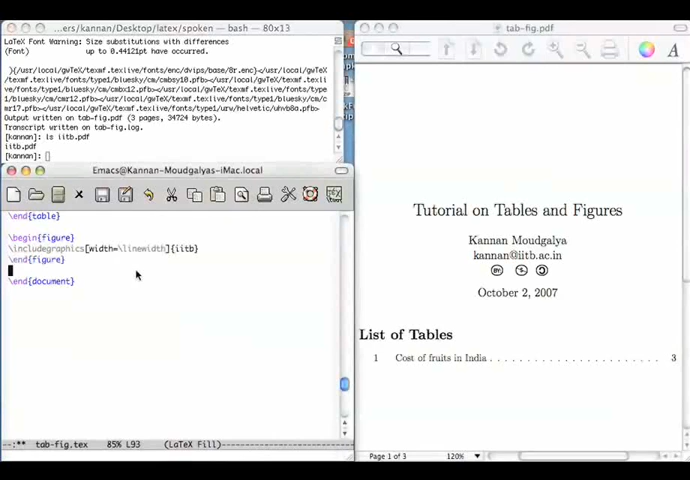 ...ers/kannan/Desktop/latex/spoken — bash — 80x13
LaTeX Font Warning: Size substitutions with differences
(Font) up to 0.44121pt have occurred.
}{/usr/local/gwTeX/texmf.texlive/fonts/enc/dvips/base/8r.enc}</usr/local/gwTeX/
texmf.texlive/fonts/type1/bluesky/cm/cmbsy10.pfb></usr/local/gwTeX/texmf.texliv
e/fonts/type1/bluesky/cm/cmbx12.pfb></usr/local/gwTeX/texmf.texlive/fonts/type1
/bluesky/cm/cmr12.pfb></usr/local/gwTeX/texmf.texlive/fonts/type1/bluesky/cm/
cmr17.pfb></usr/local/gwTeX/texmf.texlive/fonts/type1/urw/helvetic/uhvb8a.pfb>
Output written on tab-fig.pdf (3 pages, 34724 bytes).
Transcript written on tab-fig.log.
[kannan]: ls iitb.pdf
iitb.pdf
[kannan]:
Emacs@Kannan-Moudgalyas-iMac.local
\end{table}
\begin{figure}
\includegraphics[width=\linewidth]{iitb}
\end{figure}
\end{document}
--:** tab-fig.tex 85% L93 (LaTeX Fill)
tab-fig.pdf
Tutorial on Tables and Figures
Kannan Moudgalya
kannan@iitb.ac.in
October 2, 2007
List of Tables
1 Cost of fruits in India . . . . . . . . . . . . . . . . . . . . . . . . 3
Page 1 of 3 120%